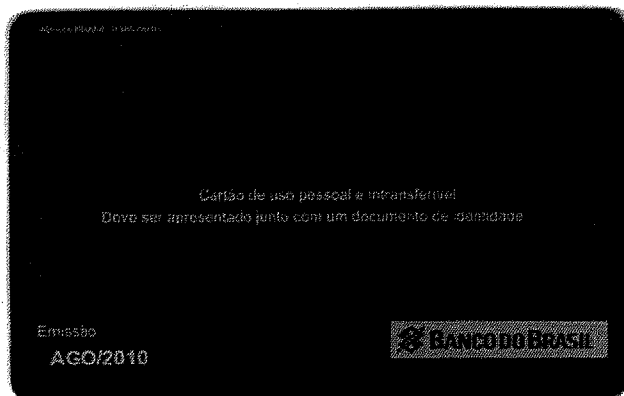 Cartão de uso pessoal e intransferível
Deve ser apresentado junto com um documento de identidade
Emissão
AGO/2010
BANCO DO BRASIL